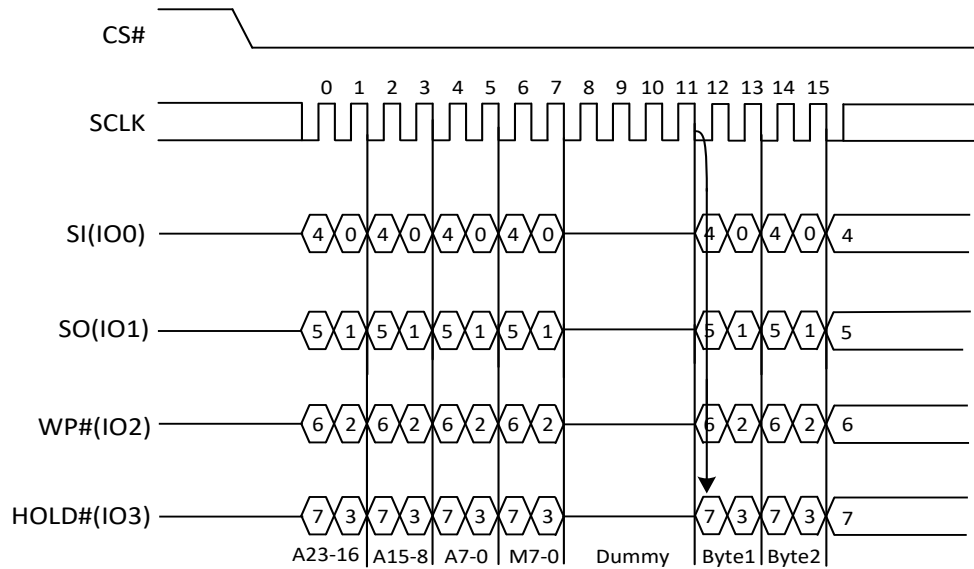 CS#
0 1 2 3 4 5 6 7 8 9 10 11 12 13 14 15
SCLK
SI(IO0) 4 0 4 0 4 0 4 0 4 0 4 0 4
SO(IO1) 5 1 5 1 5 1 5 1 5 1 5 1 5
WP#(IO2) 6 2 6 2 6 2 6 2 6 2 6 2 6
HOLD#(IO3) 7 3 7 3 7 3 7 3 7 3 7 3 7
A23-16 A15-8 A7-0 M7-0 Dummy Byte1 Byte2